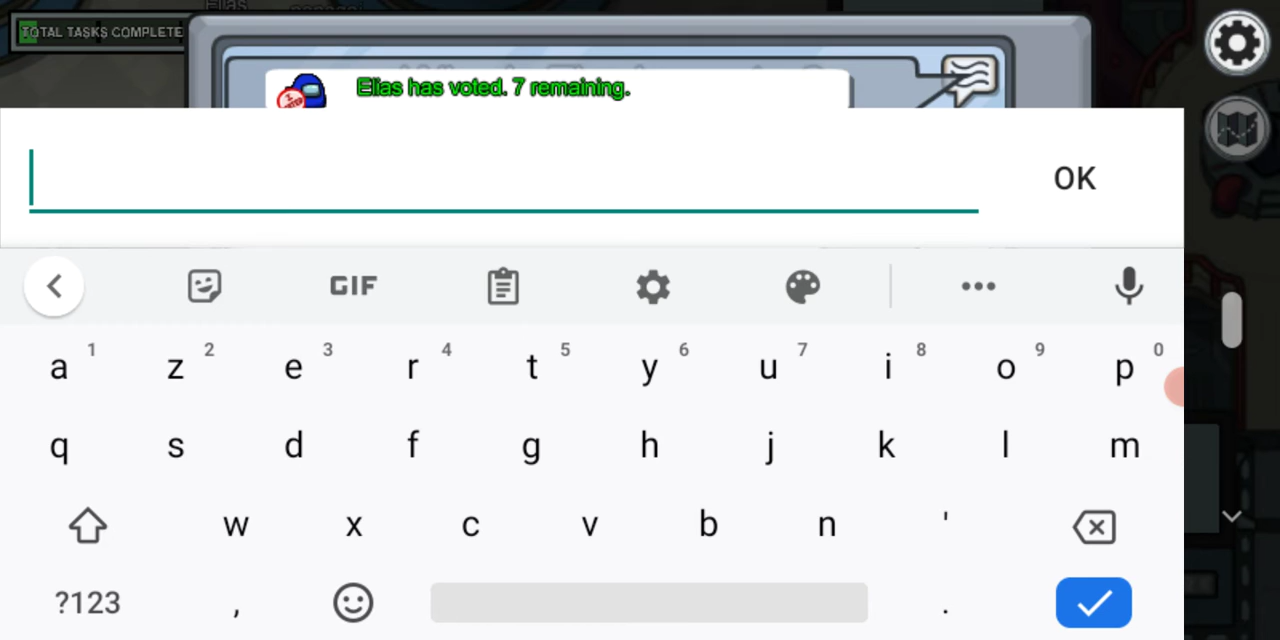 Elias
TOTAL TASKS COMPLETE
Elias has voted. 7 remaining.
OK
GIF
a 1 z 2 e 3 r 4 t 5 y 6 u 7 i 8 o 9 p 0
q s d f g h j k l m
w x c v b n '
?123 , .